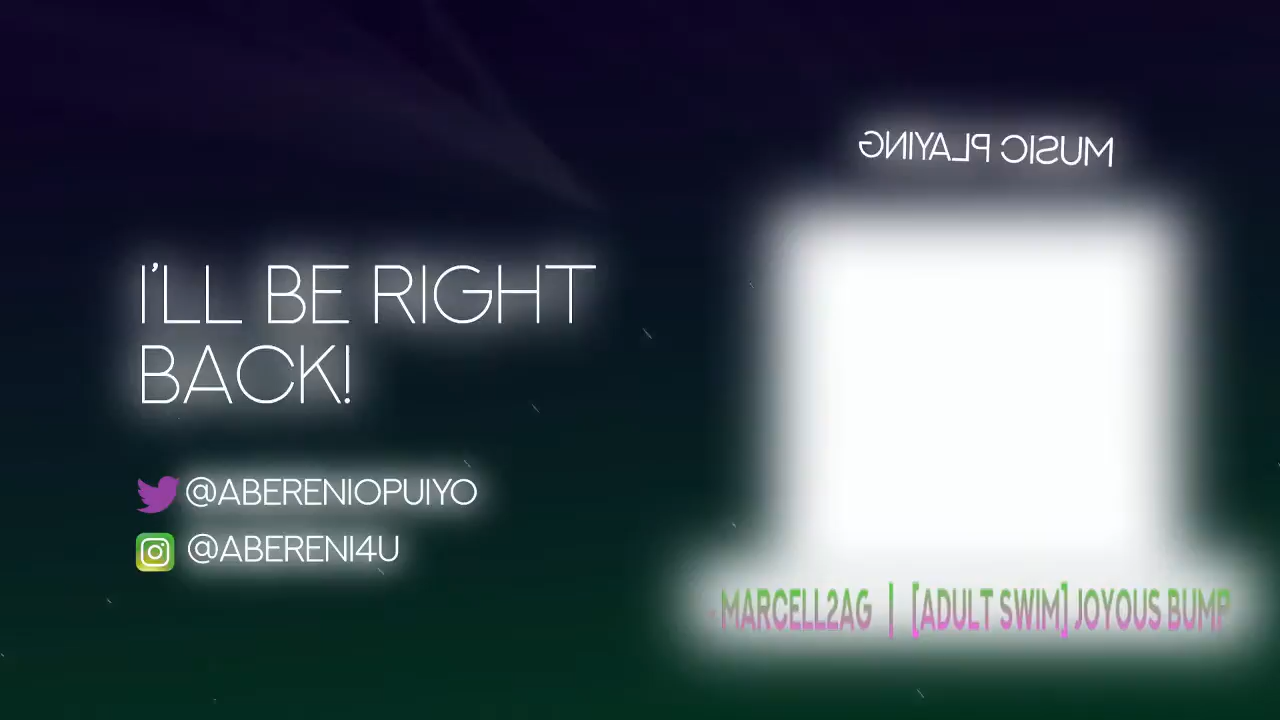 I'LL BE RIGHT
BACK!
@ABERENIOPUIYO
@ABERENI4U
MUSIC PLAYING
MARCELL2AG | [ADULT SWIM] JOYOUS BUMP